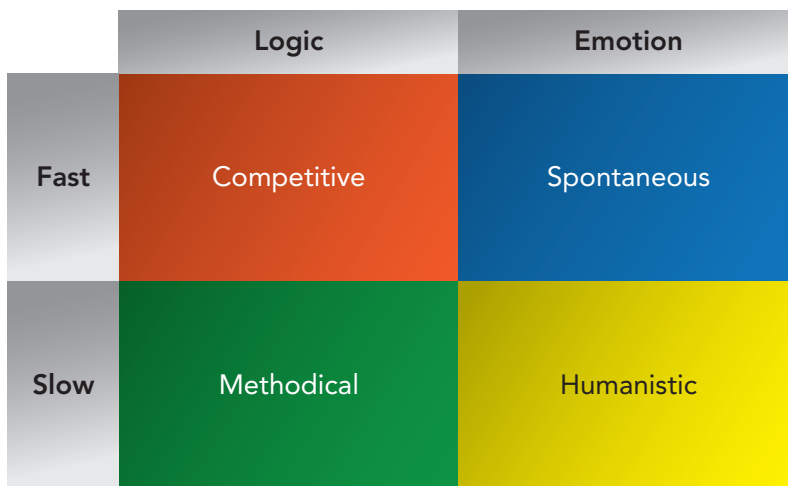 Logic Emotion
Fast Competitive Spontaneous
Slow Methodical Humanistic